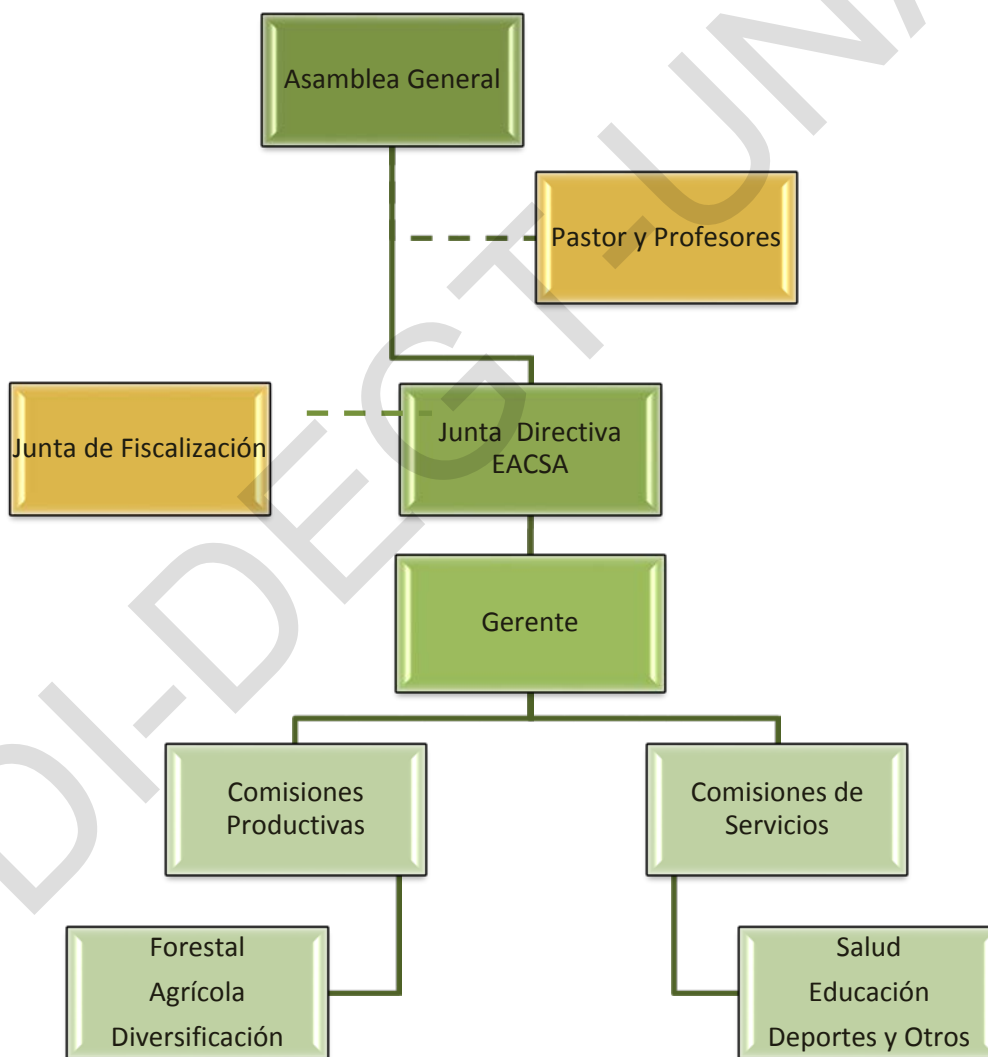 Asamblea General
Pastor y Profesores
Junta de Fiscalización
Junta Directiva
EACSA
Gerente
Comisiones
Productivas
Comisiones de
Servicios
Forestal
Agrícola
Diversificación
Salud
Educación
Deportes y Otros
DI-DEGT-UNA